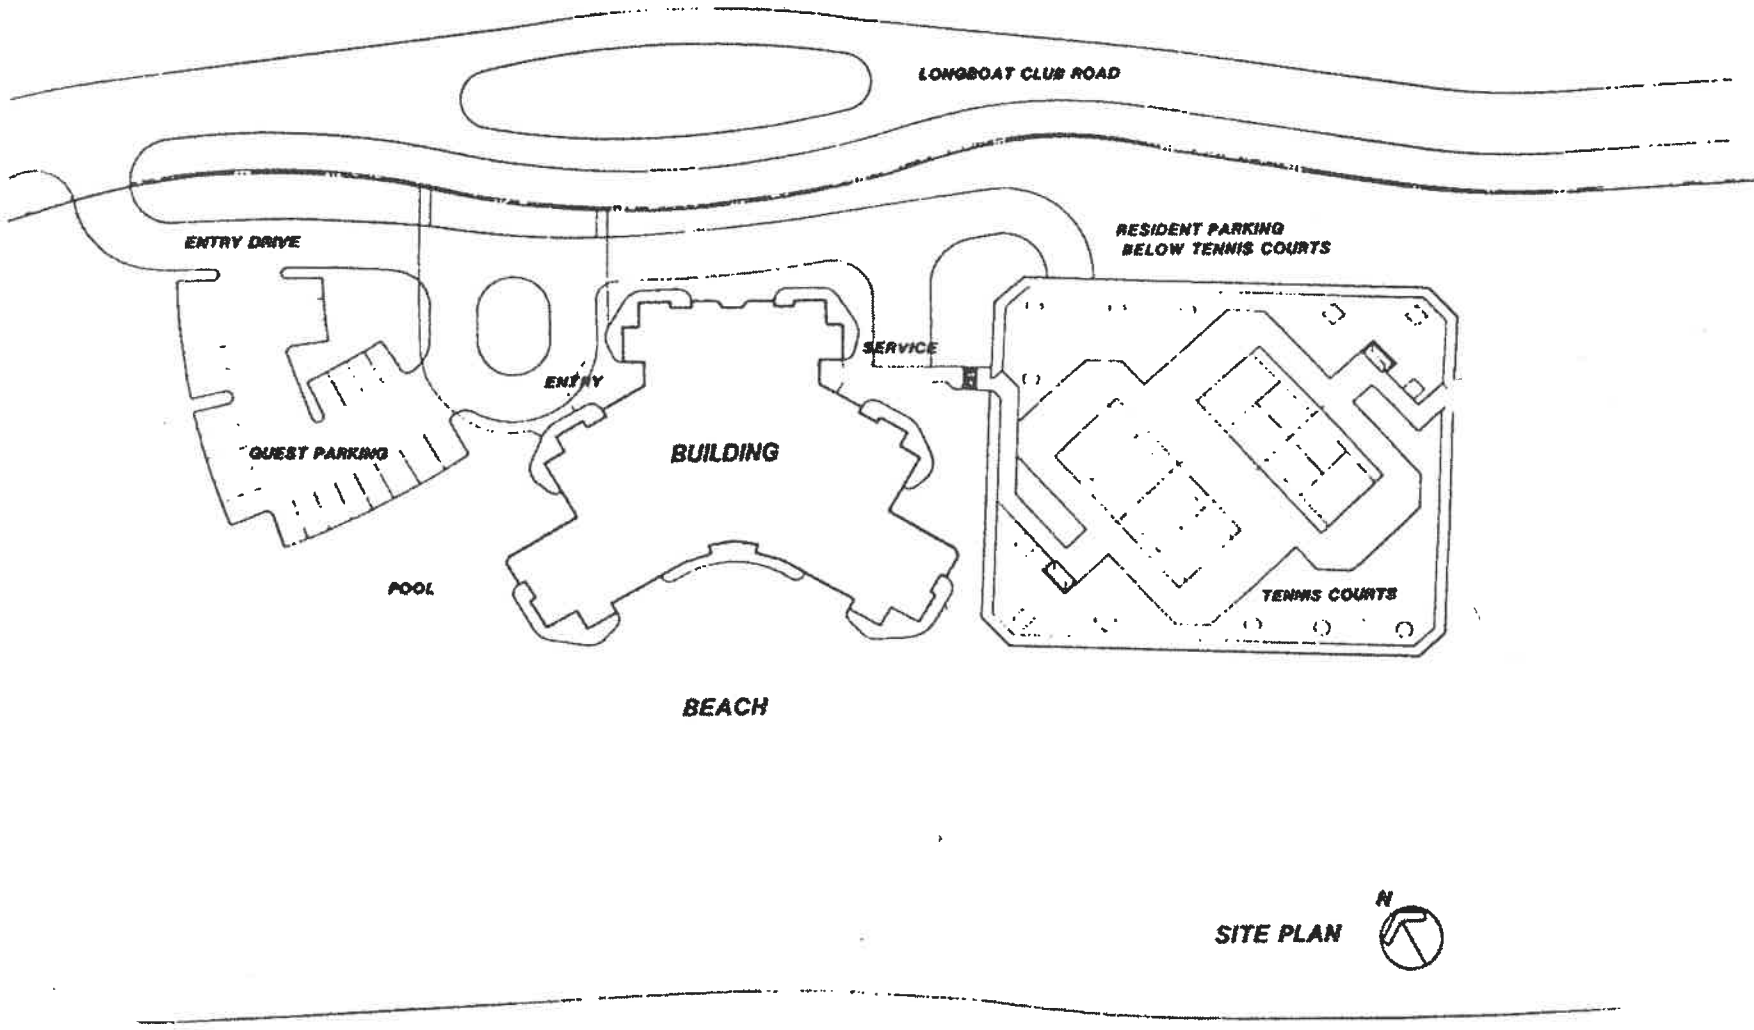 LONGBOAT CLUB ROAD
RESIDENT PARKING
BELOW TENNIS COURTS
ENTRY DRIVE
SERVICE
ENTRY
BUILDING
GUEST PARKING
POOL
TENNIS COURTS
BEACH
N
SITE PLAN